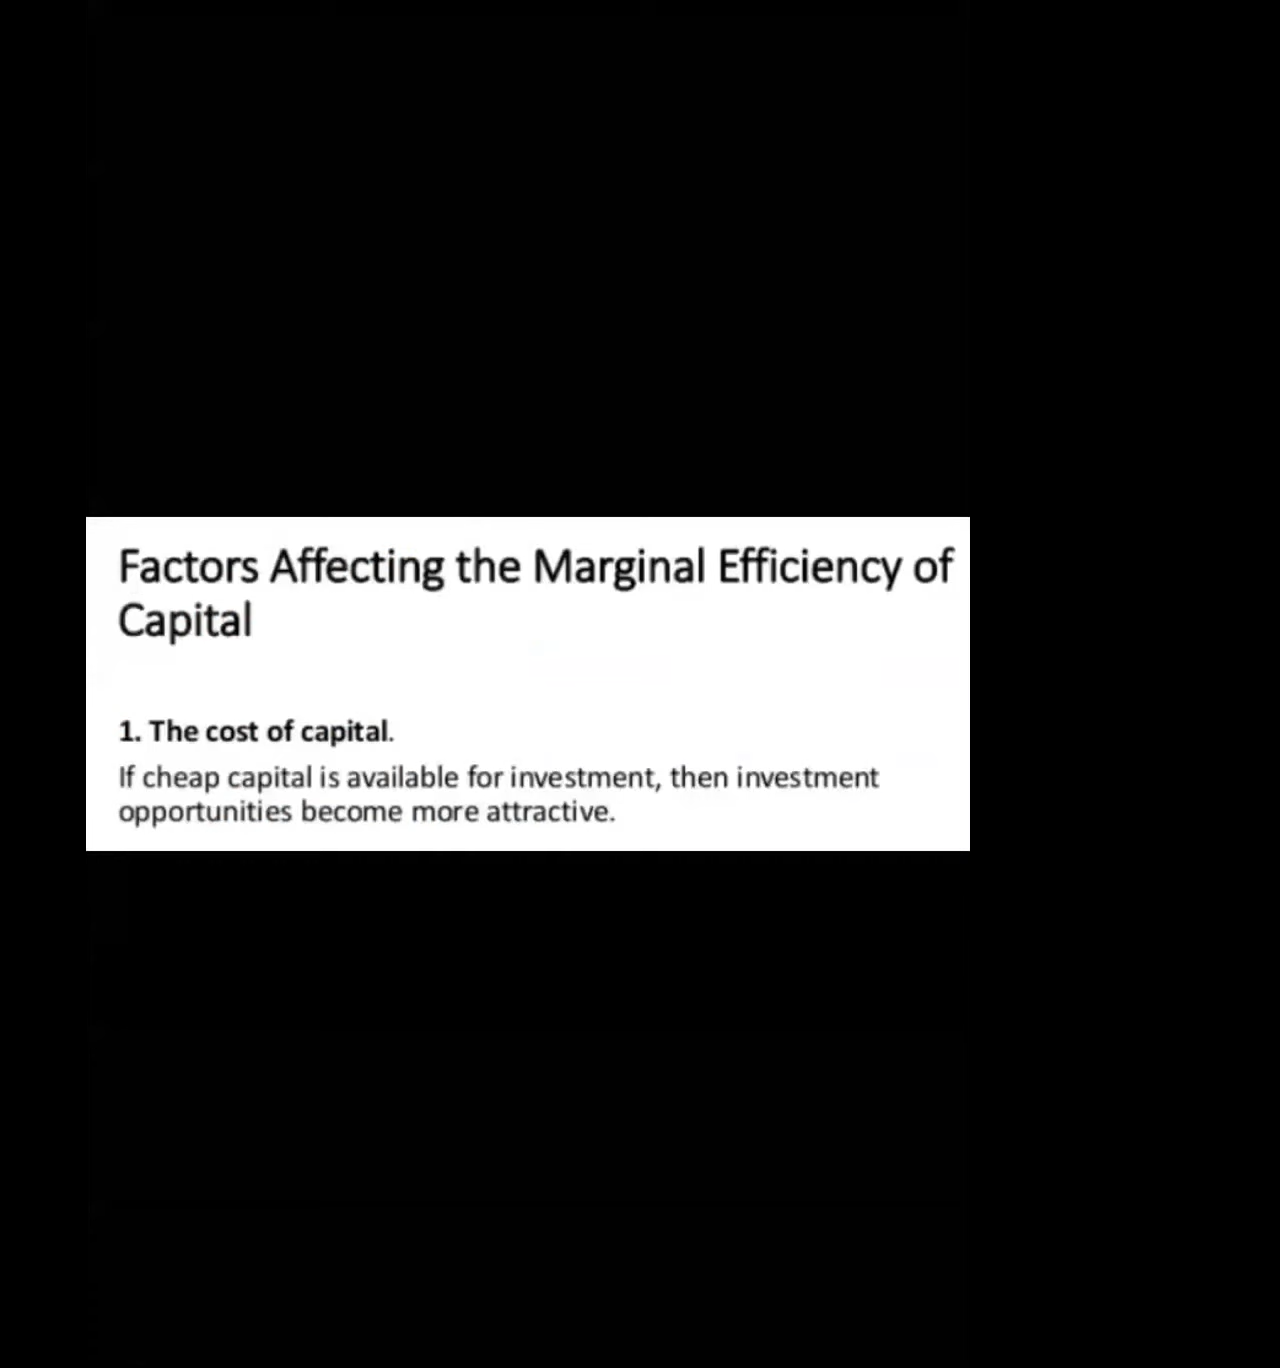 Factors Affecting the Marginal Efficiency of
Capital
1. The cost of capital.
If cheap capital is available for investment, then investment
opportunities become more attractive.